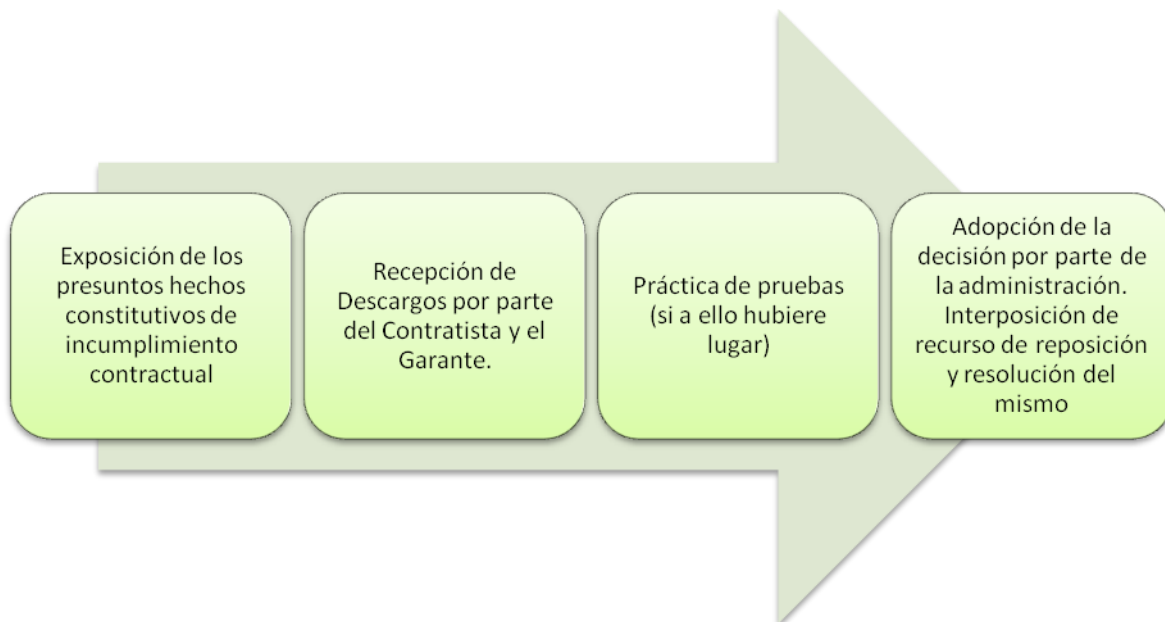 Exposición de los
presuntos hechos
constitutivos de
incumplimiento
contractual
Recepción de
Descargos por parte
del Contratista y el
Garante.
Práctica de pruebas
(si a ello hubiere
lugar)
Adopción de la
decisión por parte de
la administración.
Interposición de
recurso de reposición
y resolución del
mismo